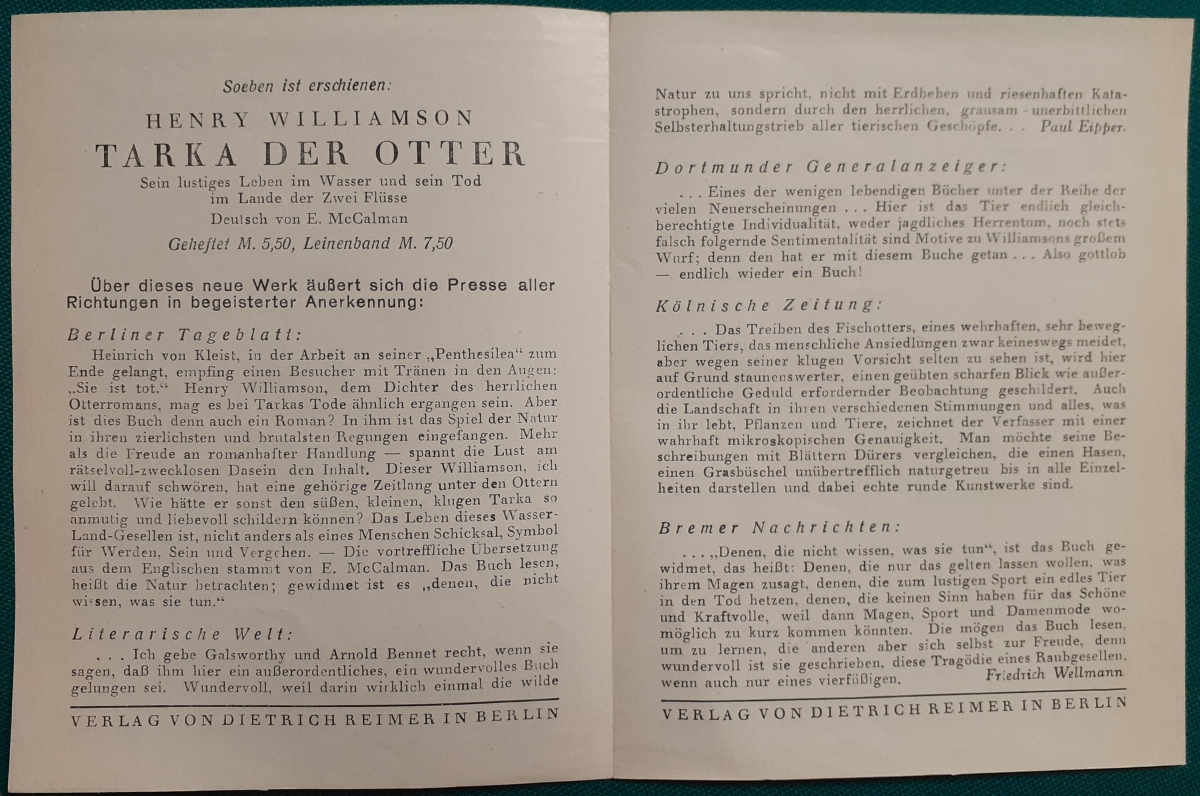 Soeben ist erschienen:
HENRY WILLIAMSON
TARKA DER OTTER
Sein lustiges Leben im Wasser und sein Tod
im Lande der Zwei Flüsse
Deutsch von E. McCalman
Geheftet M. 5,50, Leinenband M. 7,50
Über dieses neue Werk äußert sich die Presse aller
Richtungen in begeisterter Anerkennung:
Berliner Tageblatt:
Heinrich von Kleist, in der Arbeit an seiner „Penthesilea“ zum
Ende gelangt, empfing einen Besucher mit Tränen in den Augen:
„Sie ist tot.“ Henry Williamson, dem Dichter des herrlichen
Otterromans, mag es bei Tarkas Tode ähnlich ergangen sein. Aber
ist dies Buch denn auch ein Roman? In ihm ist das Spiel der Natur
in ihren zierlichsten und brutalsten Regungen eingefangen. Mehr
als die Freude an romanhafter Handlung — spannt die Lust am
rätselvoll-zwecklosen Dasein den Inhalt. Dieser Williamson, ich
will darauf schwören, hat eine gehörige Zeitlang unter den Ottern
gelebt. Wie hätte er sonst den süßen, kleinen, klugen Tarka so
anmutig und liebevoll schildern können? Das Leben dieses Wasser-
Land-Gesellen ist, nicht anders als eines Menschen Schicksal, Symbol
für Werden, Sein und Vergehen. — Die vortreffliche Übersetzung
aus dem Englischen stammt von E. McCalman. Das Buch lesen,
heißt die Natur betrachten; gewidmet ist es „denen, die nicht
wissen, was sie tun.“
Literarische Welt:
. . . Ich gebe Galsworthy und Arnold Bennet recht, wenn sie
sagen, daß ihm hier ein außerordentliches, ein wundervolles Buch
gelungen sei. Wundervoll, weil darin wirklich einmal die wilde
VERLAG VON DIETRICH REIMER IN BERLIN
Natur zu uns spricht, nicht mit Erdbeben und riesenhaften Kata-
strophen, sondern durch den herrlichen, grausam-unerbittlichen
Selbsterhaltungstrieb aller tierischen Geschöpfe. . . Paul Eipper.
Dortmunder Generalanzeiger:
. . . Eines der wenigen lebendigen Bücher unter der Reihe der
vielen Neuerscheinungen . . . Hier ist das Tier endlich gleich-
berechtigte Individualität, weder jagdliches Herrentum, noch stets
falsch folgernde Sentimentalität sind Motive zu Williamsons großem
Wurf; denn den hat er mit diesem Buche getan . . . Also gottlob
— endlich wieder ein Buch!
Kölnische Zeitung:
. . . Das Treiben des Fischotters, eines wehrhaften, sehr beweg-
lichen Tiers, das menschliche Ansiedlungen zwar keineswegs meidet,
aber wegen seiner klugen Vorsicht selten zu sehen ist, wird hier
auf Grund staunenswerter, einen geübten scharfen Blick wie außer-
ordentliche Geduld erfordernder Beobachtung geschildert. Auch
die Landschaft in ihren verschiedenen Stimmungen und alles, was
in ihr lebt, Pflanzen und Tiere, zeichnet der Verfasser mit einer
wahrhaft mikroskopischen Genauigkeit. Man möchte seine Be-
schreibungen mit Blättern Dürers vergleichen, die einen Hasen,
einen Grasbüschel unübertrefflich naturgetreu bis in alle Einzel-
heiten darstellen und dabei echte runde Kunstwerke sind.
Bremer Nachrichten:
. . . „Denen, die nicht wissen, was sie tun“, ist das Buch ge-
widmet, das heißt: Denen, die nur das gelten lassen wollen, was
ihrem Magen zusagt, denen, die zum lustigen Sport ein edles Tier
in den Tod hetzen, denen, die keinen Sinn haben für das Schöne
und Kraftvolle, weil dann Magen, Sport und Damenmode wo-
möglich zu kurz kommen könnten. Die mögen das Buch lesen,
um zu lernen, die anderen aber sich selbst zur Freude, denn
wundervoll ist sie geschrieben, diese Tragödie eines Raubgesellen,
wenn auch nur eines vierfüßigen. Friedrich Wellmann
VERLAG VON DIETRICH REIMER IN BERLIN